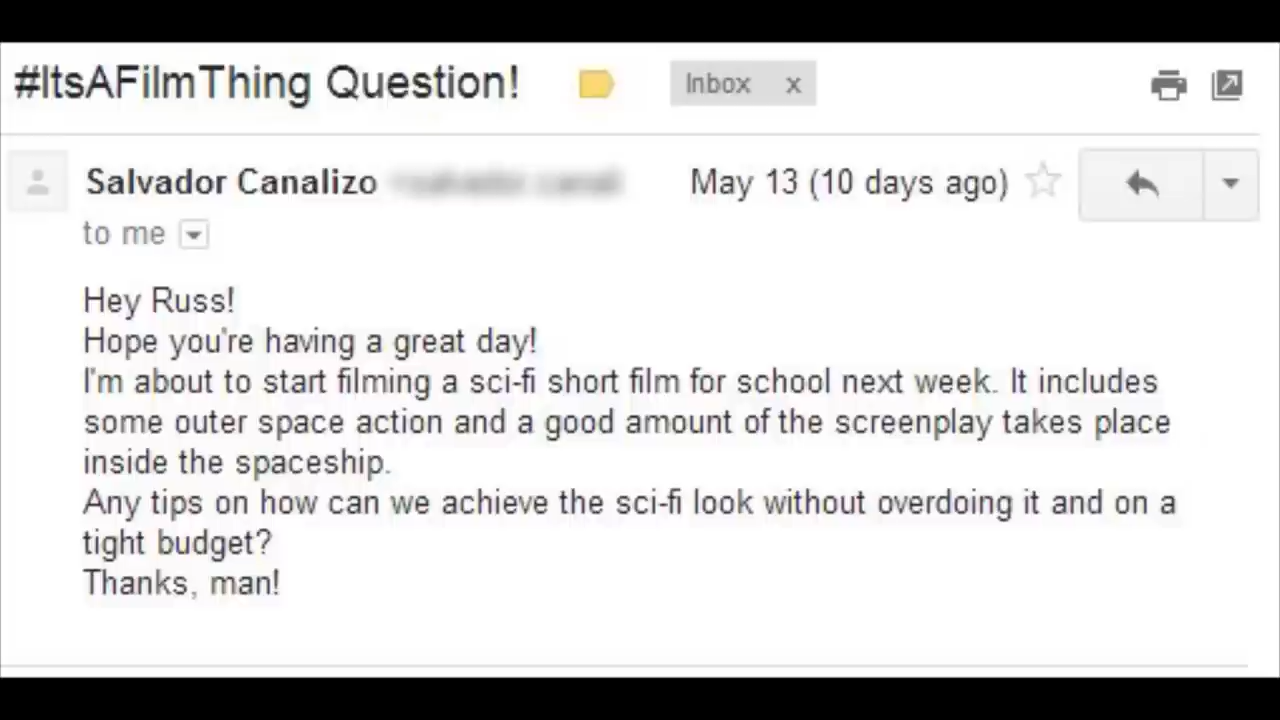 #ItsAFilmThing Question!
Inbox x
Salvador Canalizo
May 13 (10 days ago)
to me
Hey Russ!
Hope you're having a great day!
I'm about to start filming a sci-fi short film for school next week. It includes
some outer space action and a good amount of the screenplay takes place
inside the spaceship.
Any tips on how can we achieve the sci-fi look without overdoing it and on a
tight budget?
Thanks, man!